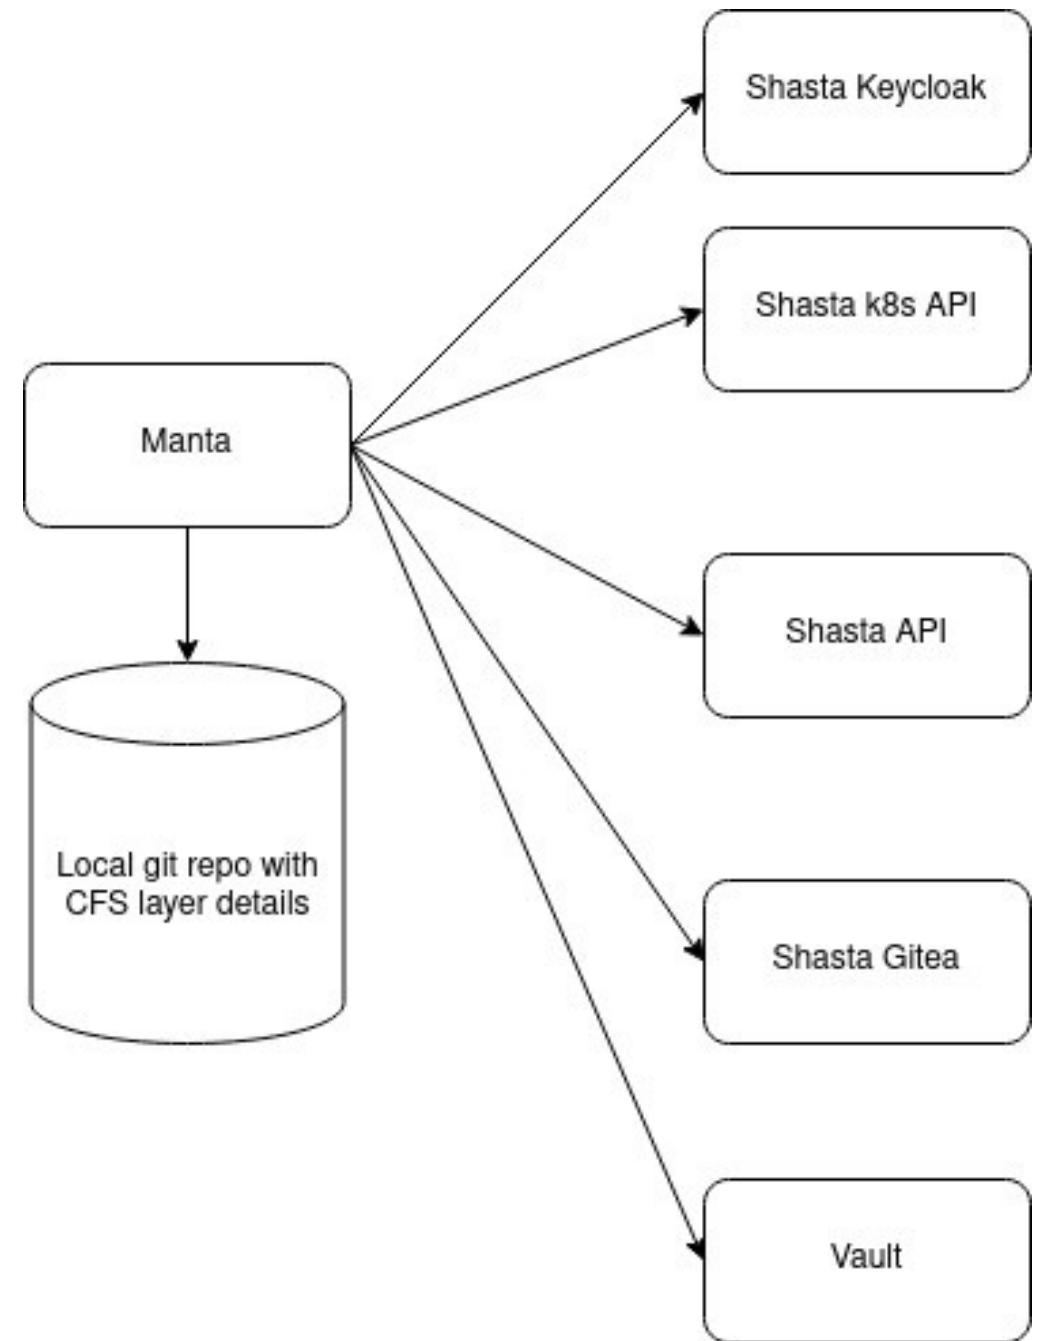 Shasta Keycloak
Shasta k8s API
Manta
Shasta API
Local git repo with
CFS layer details
Shasta Gitea
Vault